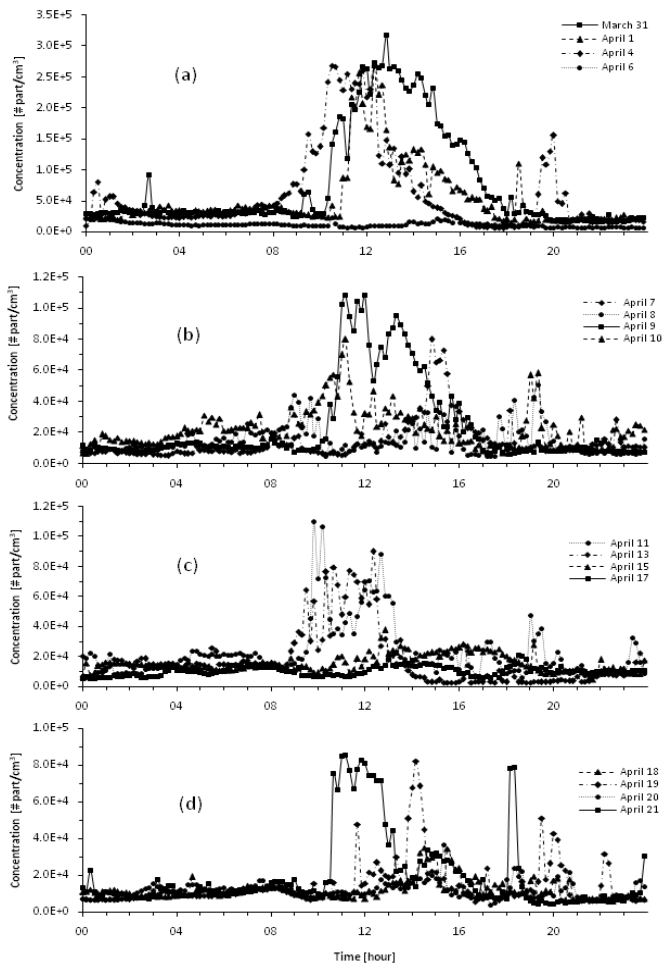 Concentration [# part/cm³]
3.5E+5
3.0E+5
2.5E+5
2.0E+5
1.5E+5
1.0E+5
5.0E+4
0.0E+0
(a)
March 31
April 1
April 4
April 6
00 04 08 12 16 20
Concentration [# part/cm³]
1.2E+5
1.0E+5
8.0E+4
6.0E+4
4.0E+4
2.0E+4
0.0E+0
(b)
April 7
April 8
April 9
April 10
00 04 08 12 16 20
Concentration [# part/cm³]
1.2E+5
1.0E+5
8.0E+4
6.0E+4
4.0E+4
2.0E+4
0.0E+0
(c)
April 11
April 13
April 15
April 17
00 04 08 12 16 20
Concentration [# part/cm³]
1.0E+5
8.0E+4
6.0E+4
4.0E+4
2.0E+4
0.0E+0
(d)
April 18
April 19
April 20
April 21
00 04 08 12 16 20
Time [hour]